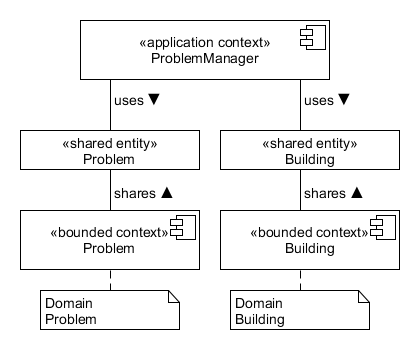 «application context»
ProblemManager
uses ▼
uses ▼
«shared entity»
Problem
«shared entity»
Building
shares ▲
shares ▲
«bounded context»
Problem
«bounded context»
Building
Domain
Problem
Domain
Building